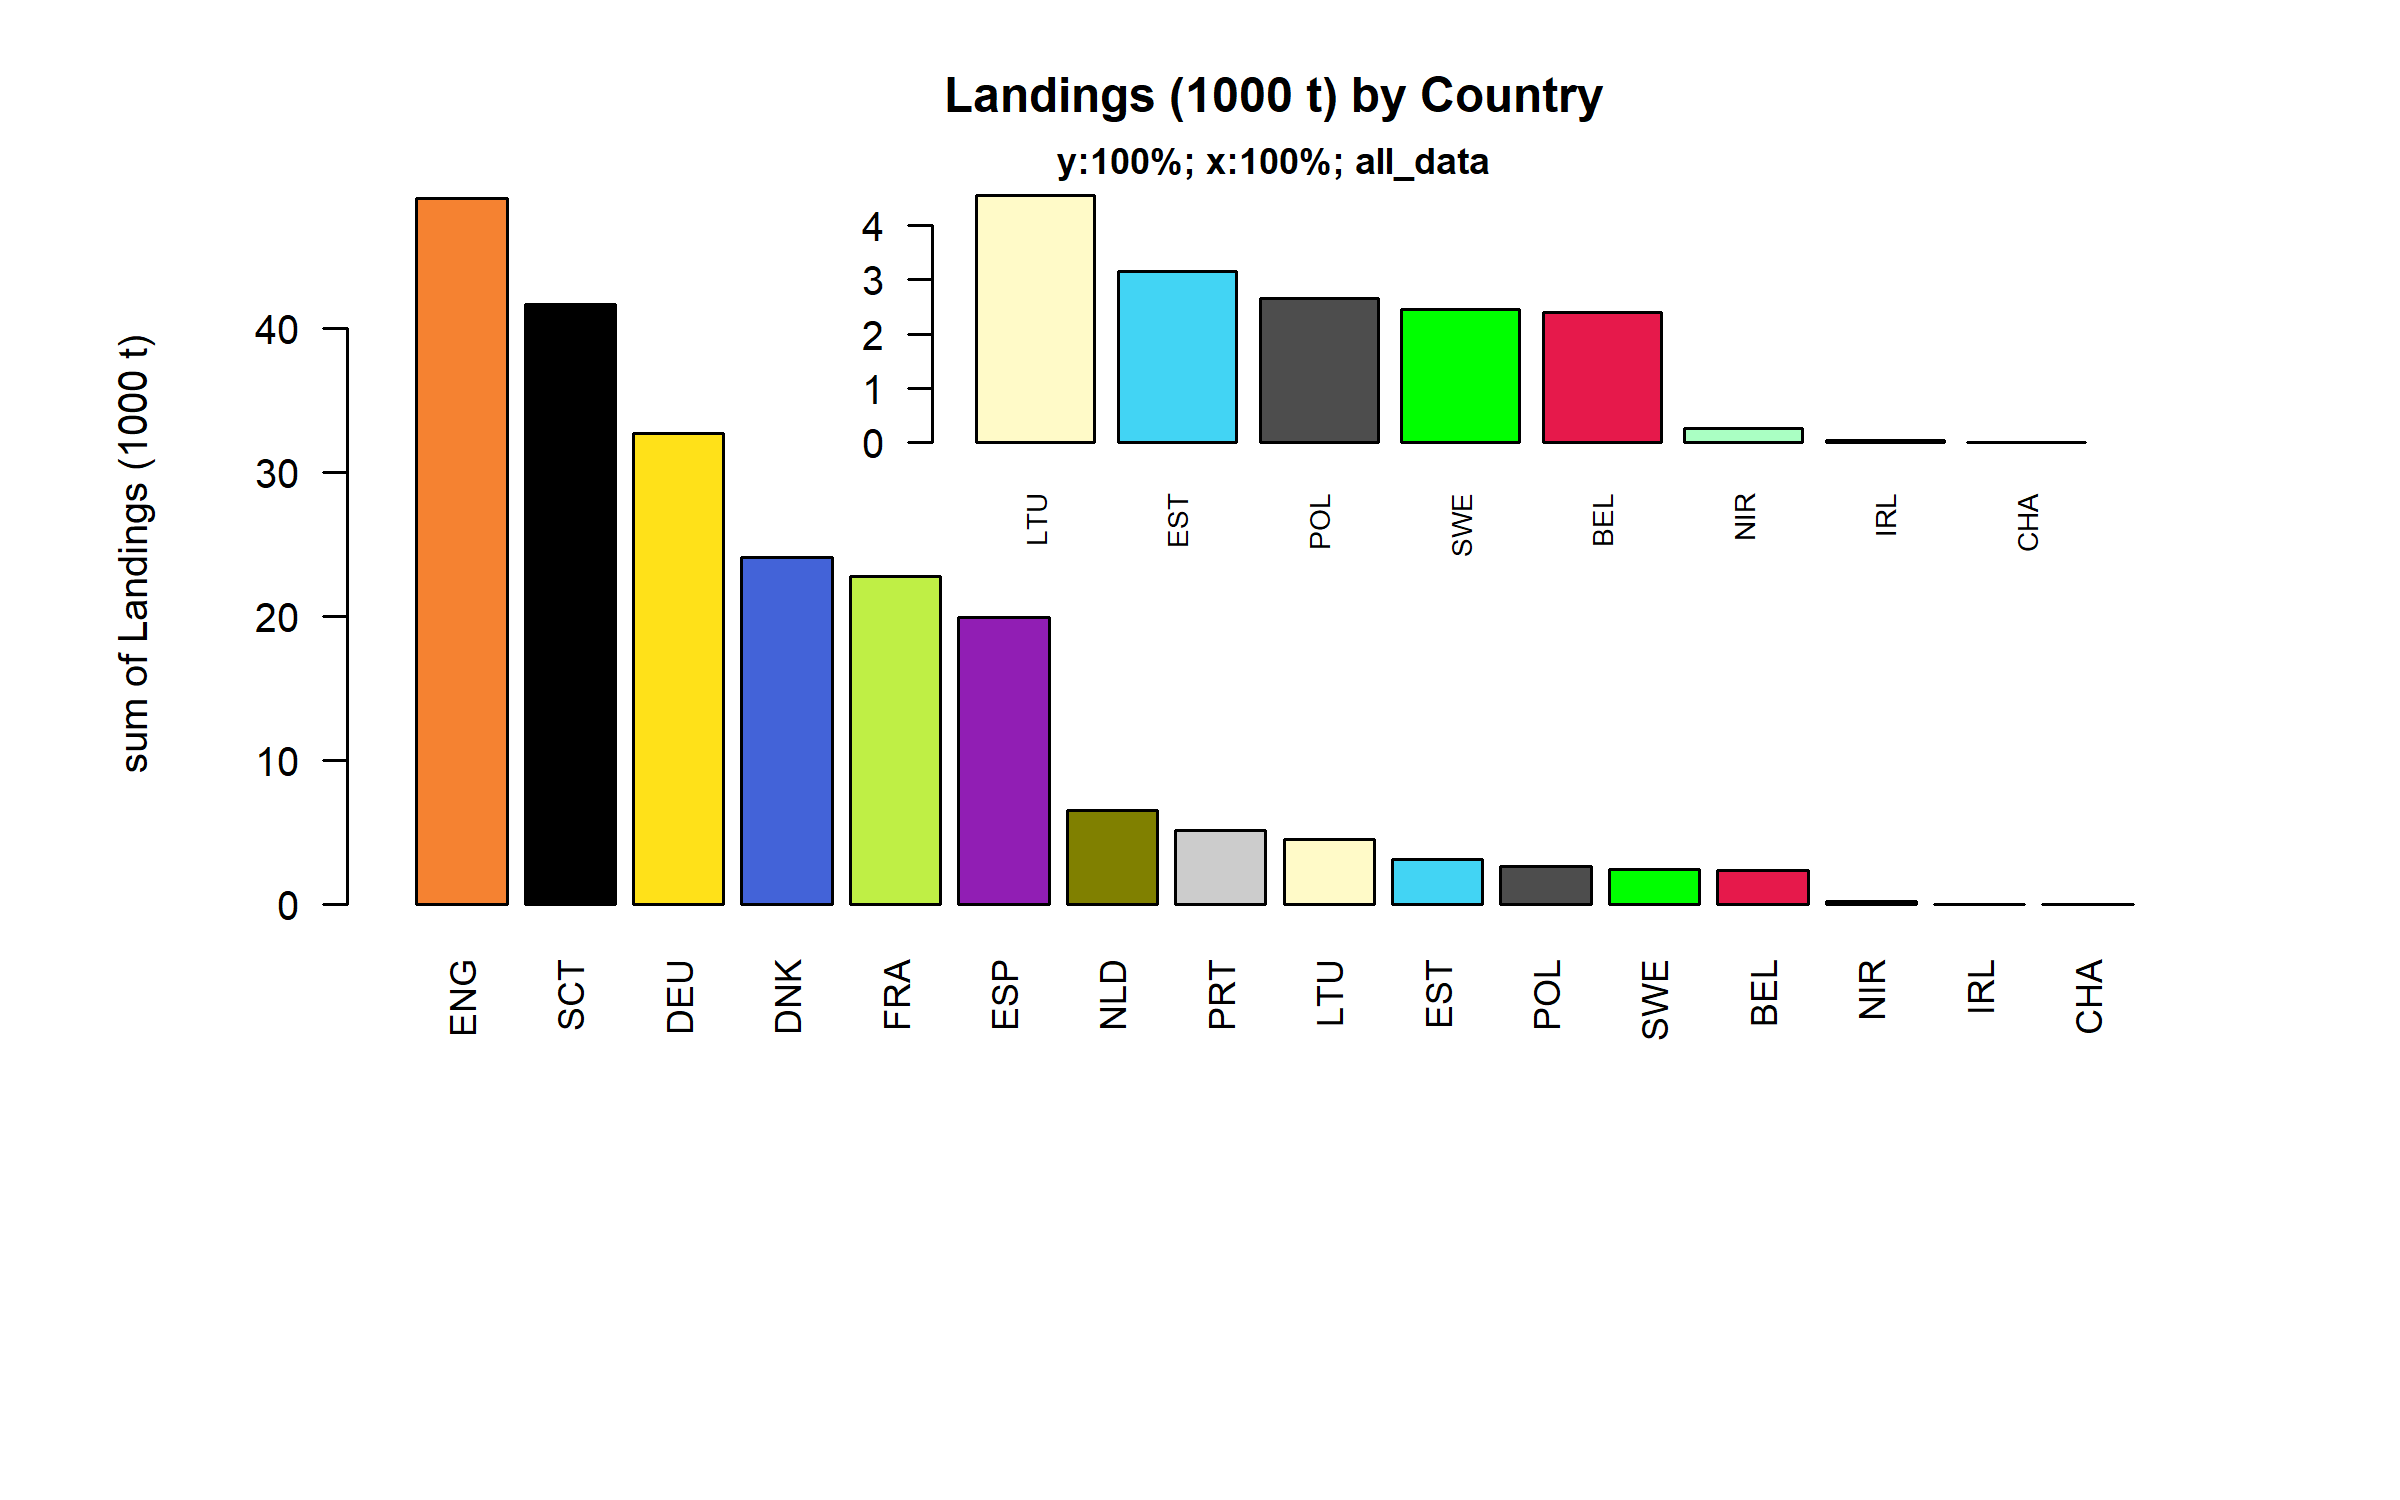 Landings (1000 t) by Country
y:100%; x:100%; all_data
sum of Landings (1000 t)
40
30
20
10
0
4
3
2
1
0
LTU
EST
POL
SWE
BEL
NIR
IRL
CHA
ENG
SCT
DEU
DNK
FRA
ESP
NLD
PRT
LTU
EST
POL
SWE
BEL
NIR
IRL
CHA